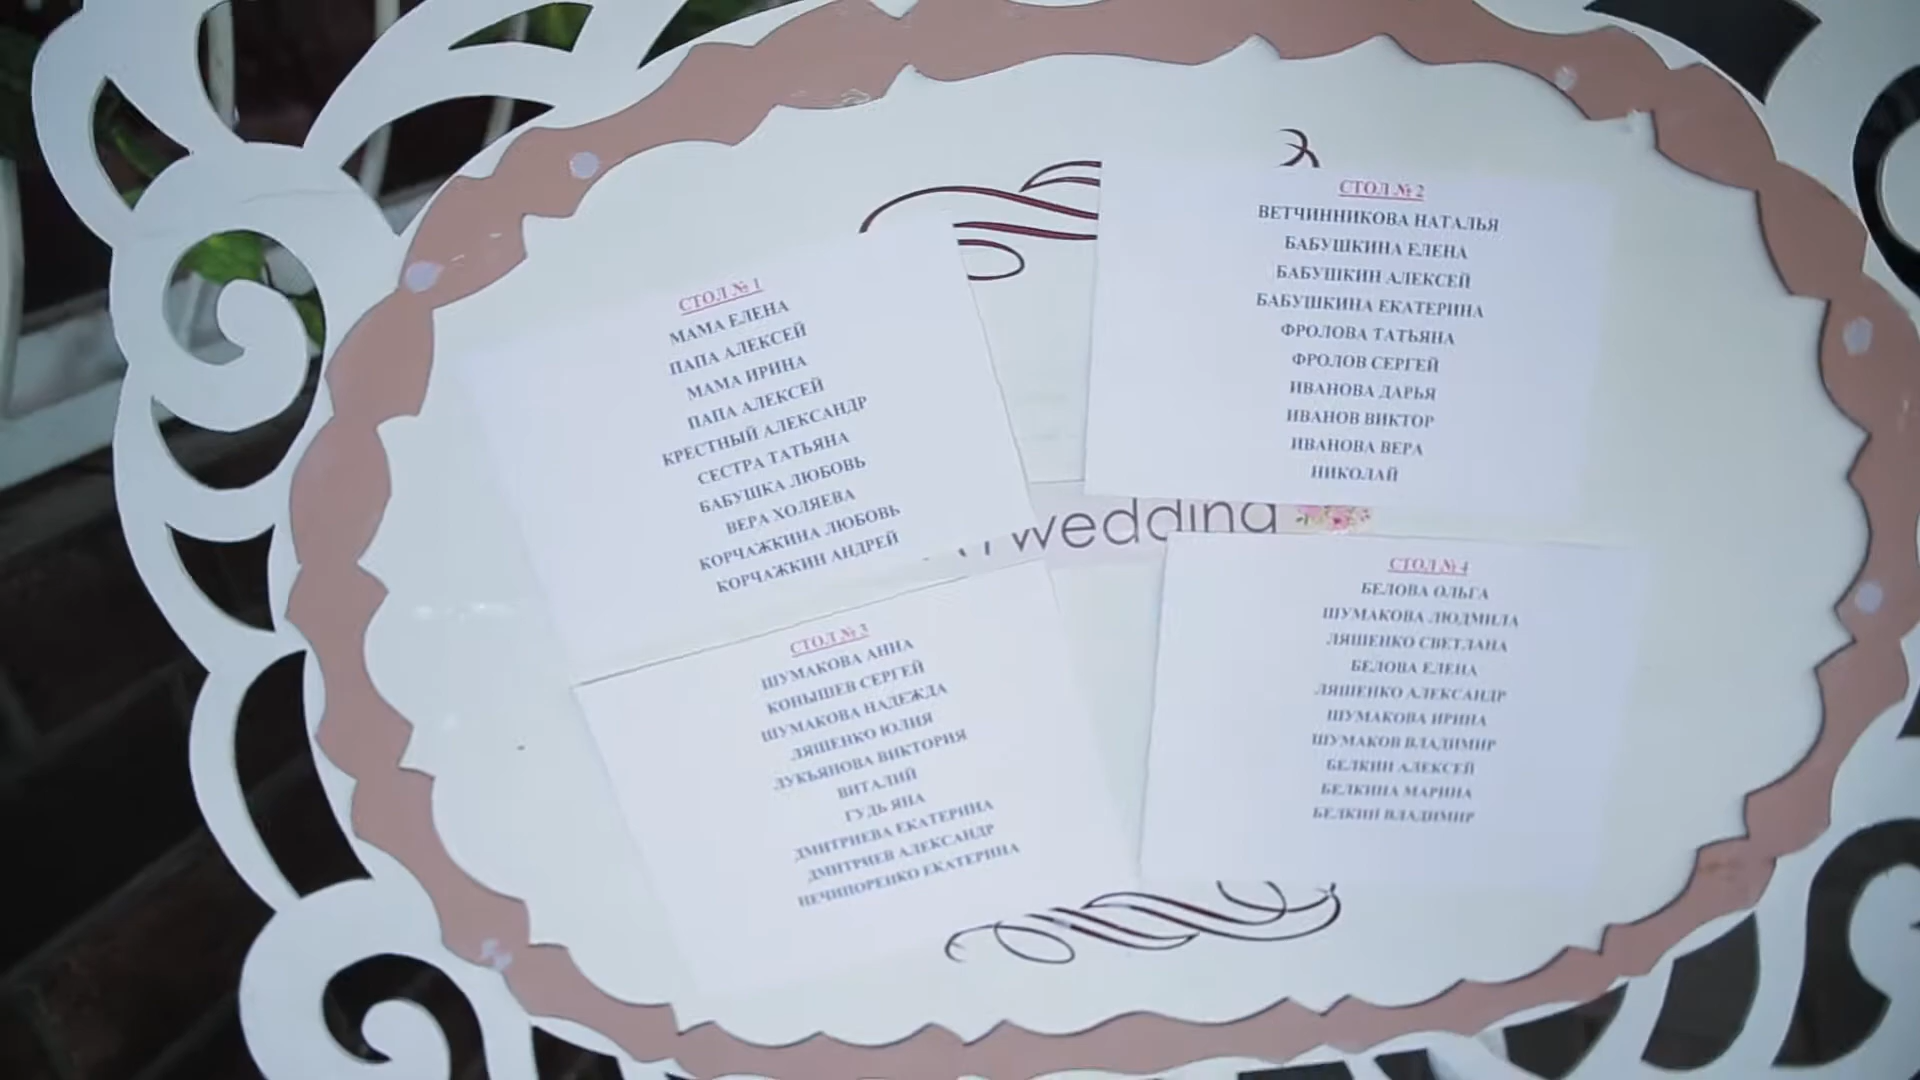 СТОЛ № 1
МАМА ЕЛЕНА
ПАПА АЛЕКСЕЙ
МАМА ИРИНА
ПАПА АЛЕКСЕЙ
КРЕСТНЫЙ АЛЕКСАНДР
СЕСТРА ТАТЬЯНА
БАБУШКА ЛЮБОВЬ
ВЕРА ХОЛЯЕВА
КОРЧАЖКИНА ЛЮБОВЬ
КОРЧАЖКИН АНДРЕЙ
СТОЛ № 2
ВЕТЧИННИКОВА НАТАЛЬЯ
БАБУШКИНА ЕЛЕНА
БАБУШКИН АЛЕКСЕЙ
БАБУШКИНА ЕКАТЕРИНА
ФРОЛОВА ТАТЬЯНА
ФРОЛОВ СЕРГЕЙ
ИВАНОВА ДАРЬЯ
ИВАНОВ ВИКТОР
ИВАНОВА ВЕРА
НИКОЛАЙ
wedding
СТОЛ № 3
ШУМАКОВА АННА
КОНЫШЕВ СЕРГЕЙ
ШУМАКОВА НАДЕЖДА
ЛЯШЕНКО ЮЛИЯ
ЛУКЬЯНОВА ВИКТОРИЯ
ВИТАЛИЙ
ГУДЬ ЯНА
ДМИТРИЕВА ЕКАТЕРИНА
ДМИТРИЕВ АЛЕКСАНДР
НЕЧИПОРЕНКО ЕКАТЕРИНА
СТОЛ № 4
БЕЛОВА ОЛЬГА
ШУМАКОВА ЛЮДМИЛА
ЛЯШЕНКО СВЕТЛАНА
БЕЛОВА ЕЛЕНА
ЛЯШЕНКО АЛЕКСАНДР
ШУМАКОВА ИРИНА
ШУМАКОВ ВЛАДИМИР
БЕЛКИН АЛЕКСЕЙ
БЕЛКИНА МАРИНА
БЕЛКИН ВЛАДИМИР